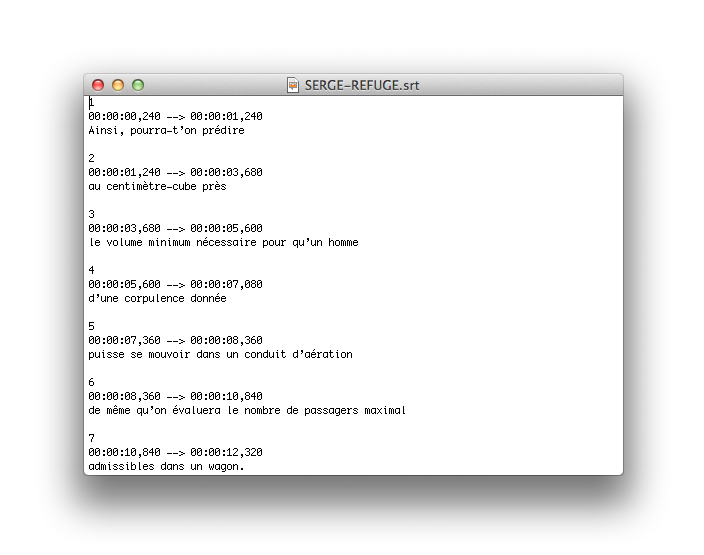 SERGE-REFUGE.srt
1
00:00:00,240 --> 00:00:01,240
Ainsi, pourra-t’on prédire
2
00:00:01,240 --> 00:00:03,680
au centimètre-cube près
3
00:00:03,680 --> 00:00:05,600
le volume minimum nécessaire pour qu’un homme
4
00:00:05,600 --> 00:00:07,080
d’une corpulence donnée
5
00:00:07,360 --> 00:00:08,360
puisse se mouvoir dans un conduit d’aération
6
00:00:08,360 --> 00:00:10,840
de même qu’on évaluera le nombre de passagers maximal
7
00:00:10,840 --> 00:00:12,320
admissibles dans un wagon.